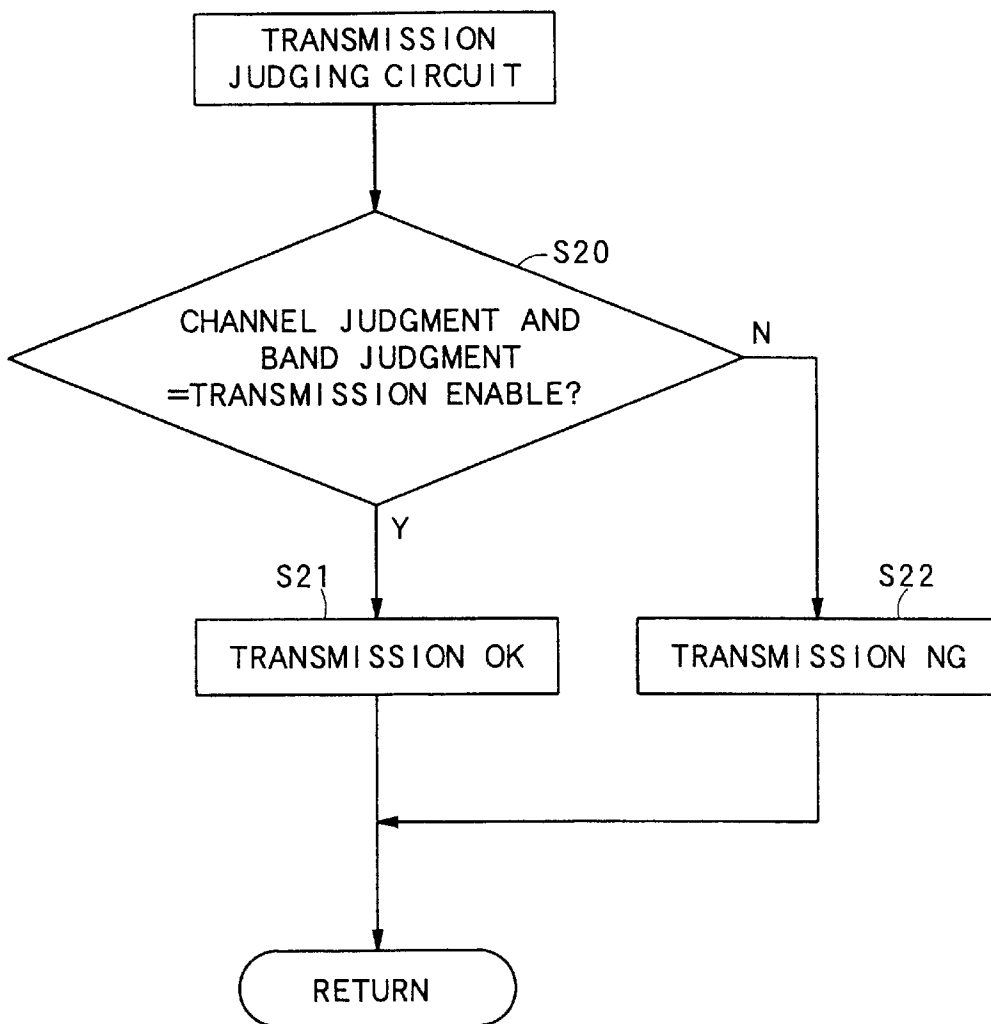 TRANSMISSION
JUDGING CIRCUIT
S20
CHANNEL JUDGMENT AND
BAND JUDGMENT
=TRANSMISSION ENABLE?
N
Y
S21
S22
TRANSMISSION OK
TRANSMISSION NG
RETURN